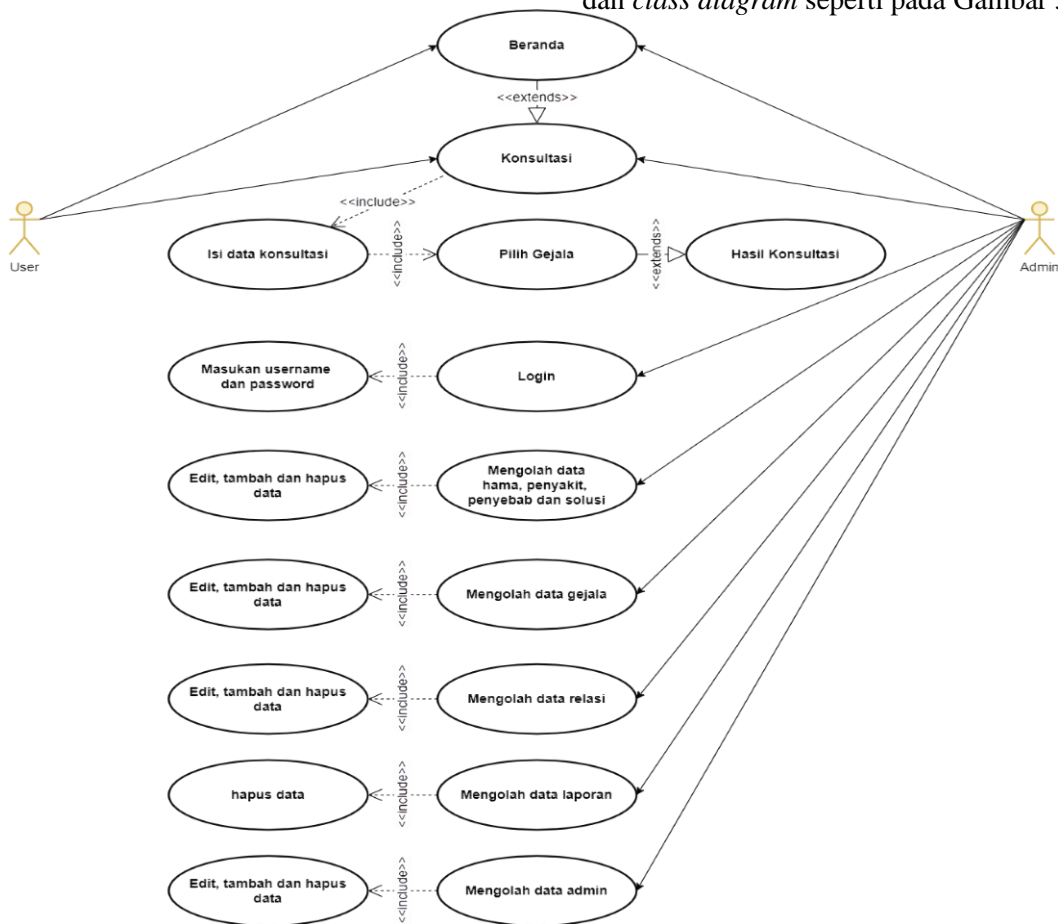 dan class diagram seperti pada Gambar
Beranda
<<extends>>
Konsultasi
<<include>>
User
Admin
Isi data konsultasi
<<include>>
Pilih Gejala
<<extends>>
Hasil Konsultasi
Masukan username
dan password
<<include>>
Login
Edit, tambah dan hapus
data
<<include>>
Mengolah data
hama, penyakit,
penyebab dan solusi
Edit, tambah dan hapus
data
<<include>>
Mengolah data gejala
Edit, tambah dan hapus
data
<<include>>
Mengolah data relasi
hapus data
<<include>>
Mengolah data laporan
Edit, tambah dan hapus
data
<<include>>
Mengolah data admin